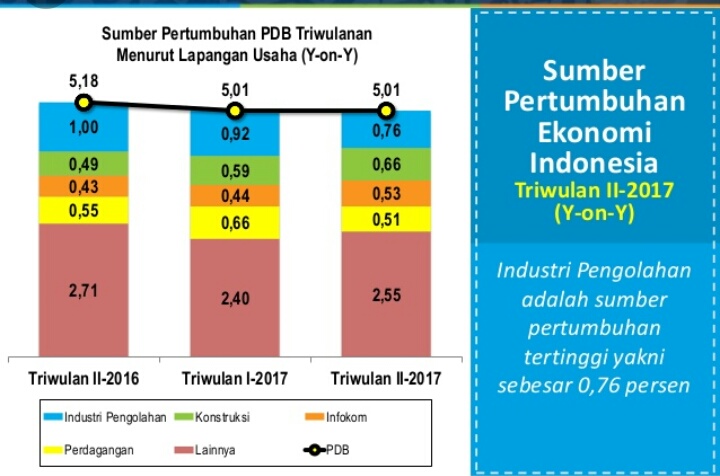 Sumber Pertumbuhan PDB Triwulanan
Menurut Lapangan Usaha (Y-on-Y)
5,18
5,01
5,01
1,00
0,92
0,76
0,49
0,59
0,66
0,43
0,44
0,53
0,55
0,66
0,51
2,71
2,40
2,55
Triwulan II-2016
Triwulan I-2017
Triwulan II-2017
Industri Pengolahan
Konstruksi
Infokom
Perdagangan
Lainnya
PDB
Sumber
Pertumbuhan
Ekonomi
Indonesia
Triwulan II-2017
(Y-on-Y)
Industri Pengolahan
adalah sumber
pertumbuhan
tertinggi yakni
sebesar 0,76 persen